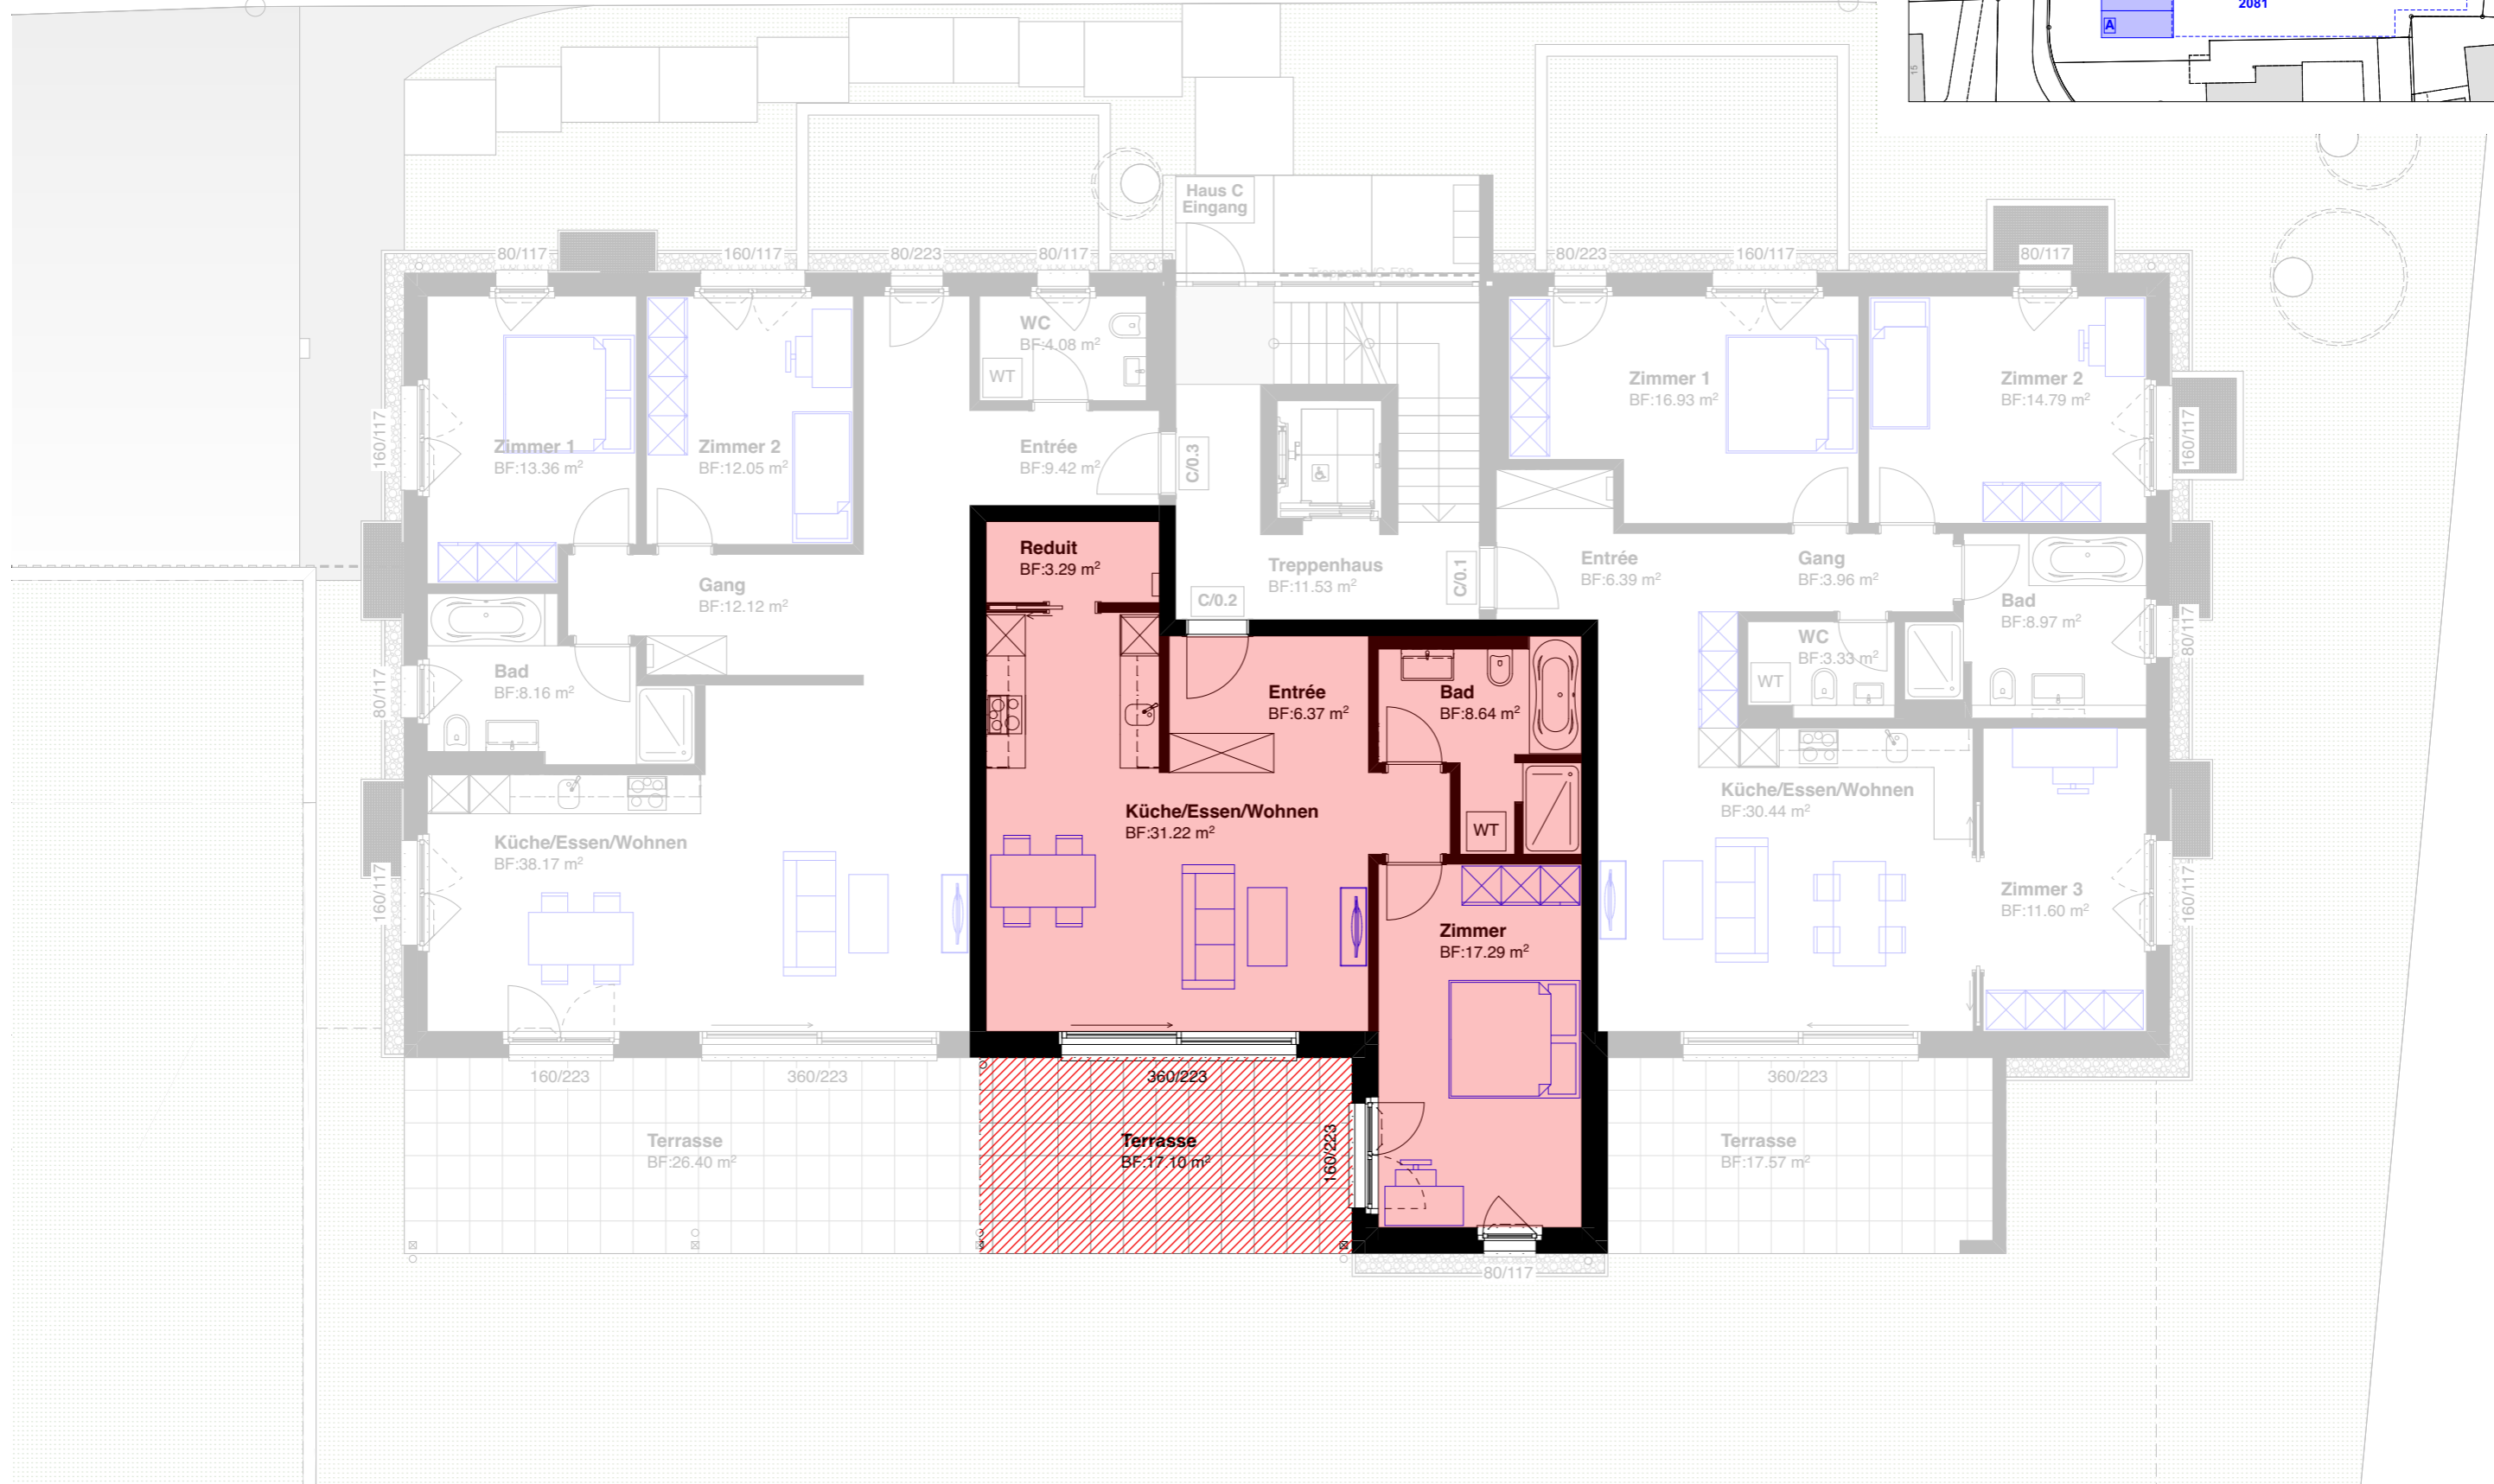 2081
A
15
Haus C
Eingang
80/117
160/117
80/223
80/117
80/223
160/117
80/117
WC
BF:4.08 m²
WT
Zimmer 1
BF:13.36 m²
Zimmer 2
BF:12.05 m²
Entrée
BF:9.42 m²
C/0.3
Zimmer 1
BF:16.93 m²
Zimmer 2
BF:14.79 m²
160/117
160/117
Reduit
BF:3.29 m²
Gang
BF:12.12 m²
C/0.2
Treppenhaus
BF:11.53 m²
C/0.1
Entrée
BF:6.39 m²
Gang
BF:3.96 m²
Bad
BF:8.97 m²
80/117
WC
BF:3.33 m²
WT
Bad
BF:8.16 m²
80/117
Entrée
BF:6.37 m²
Bad
BF:8.64 m²
Küche/Essen/Wohnen
BF:38.17 m²
160/117
Küche/Essen/Wohnen
BF:31.22 m²
WT
Küche/Essen/Wohnen
BF:30.44 m²
Zimmer 3
BF:11.60 m²
160/117
Zimmer
BF:17.29 m²
160/223
360/223
360/223
360/223
Terrasse
BF:26.40 m²
Terrasse
BF:17.10 m²
160/223
Terrasse
BF:17.57 m²
80/117